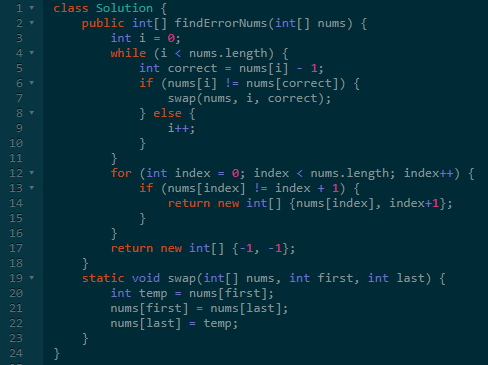 1 class Solution {
2     public int[] findErrorNums(int[] nums) {
3         int i = 0;
4         while (i < nums.length) {
5             int correct = nums[i] - 1;
6             if (nums[i] != nums[correct]) {
7                 swap(nums, i, correct);
8             } else {
9                 i++;
10             }
11         }
12         for (int index = 0; index < nums.length; index++) {
13             if (nums[index] != index + 1) {
14                 return new int[] {nums[index], index+1};
15             }
16         }
17         return new int[] {-1, -1};
18     }
19     static void swap(int[] nums, int first, int last) {
20         int temp = nums[first];
21         nums[first] = nums[last];
22         nums[last] = temp;
23     }
24 }